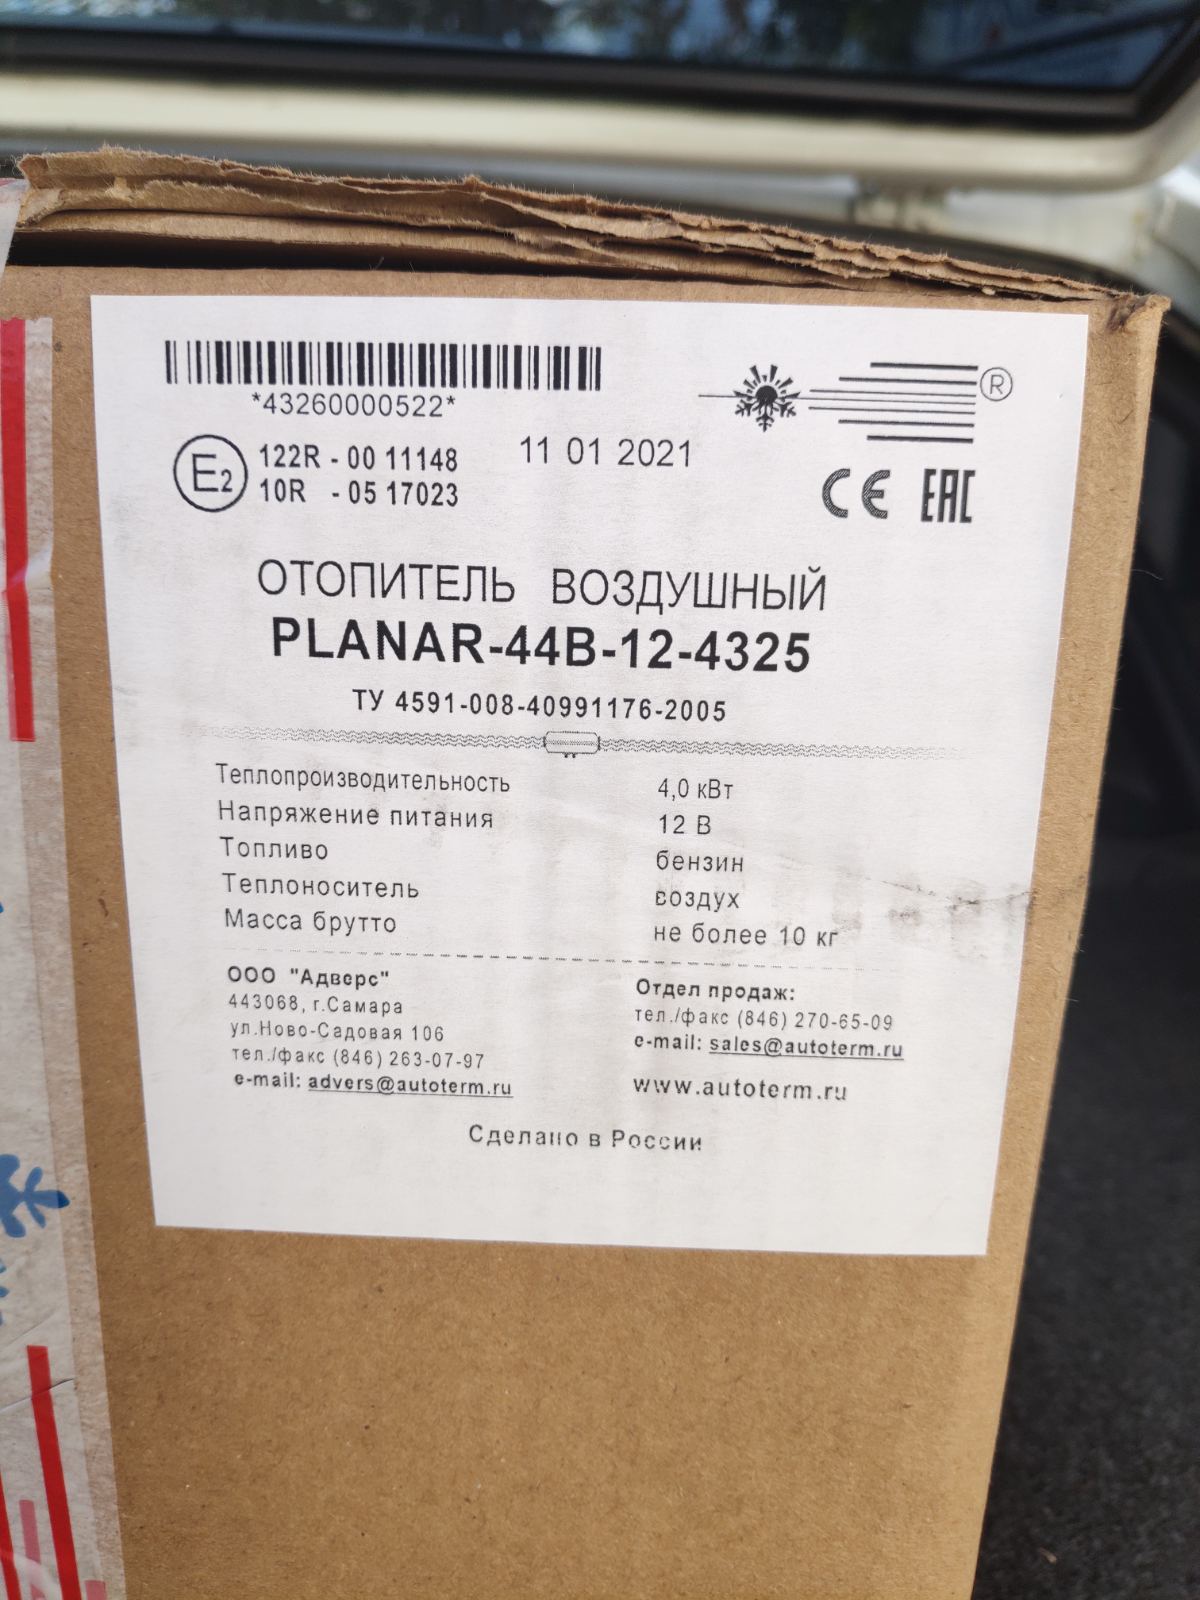 *43260000522*
E2 122R - 00 11148
10R - 05 17023
11 01 2021
®
CE EAC
ОТОПИТЕЛЬ ВОЗДУШНЫЙ
PLANAR-44В-12-4325
ТУ 4591-008-40991176-2005
Теплопроизводительность 4,0 кВт
Напряжение питания 12 В
Топливо бензин
Теплоноситель воздух
Масса брутто не более 10 кг
ООО "Адверс"
443068, г.Самара
ул.Ново-Садовая 106
тел./факс (846) 263-07-97
e-mail: advers@autoterm.ru
Отдел продаж:
тел./факс (846) 270-65-09
e-mail: sales@autoterm.ru
www.autoterm.ru
Сделано в России